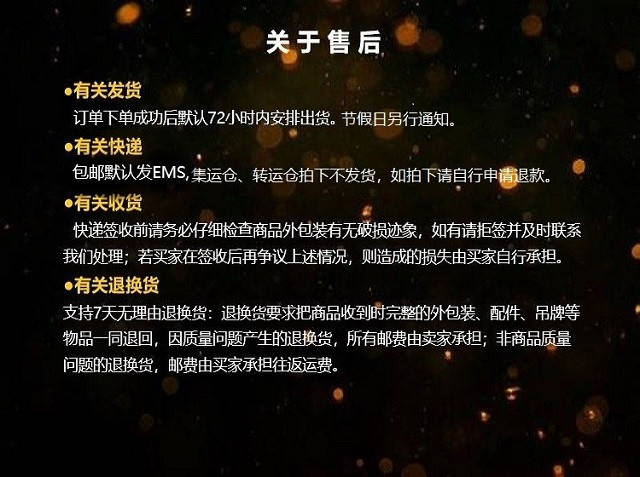 关于售后
●有关发货
订单下单成功后默认72小时内安排出货。节假日另行通知。
●有关快递
包邮默认发EMS,集运仓、转运仓拍下不发货，如拍下请自行申请退款。
●有关收货
快递签收前请务必仔细检查商品外包装有无破损迹象，如有请拒签并及时联系
我们处理；若买家在签收后再争议上述情况，则造成的损失由买家自行承担。
●有关退换货
支持7天无理由退换货：退换货要求把商品收到时完整的外包装、配件、吊牌等
物品一同退回，因质量问题产生的退换货，所有邮费由卖家承担；非商品质量
问题的退换货，邮费由买家承担往返运费。